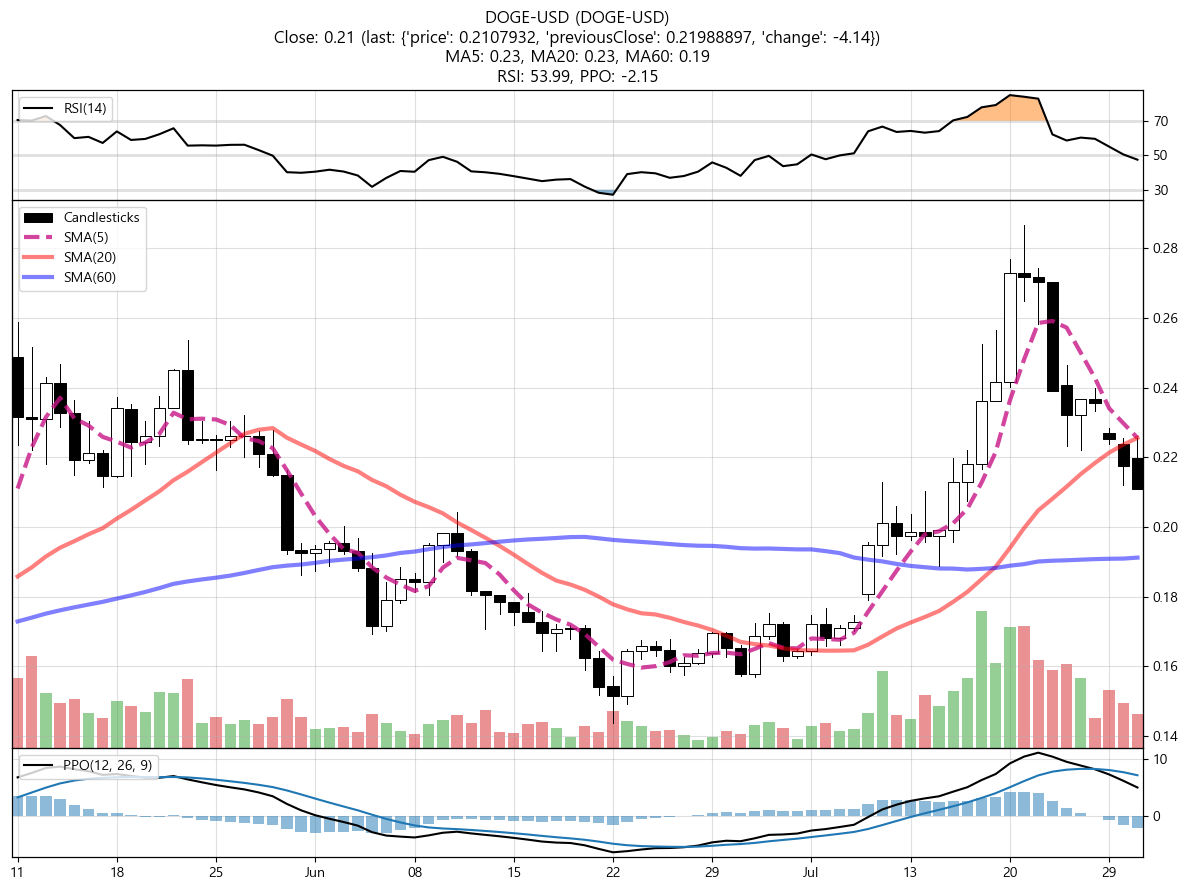 DOGE-USD (DOGE-USD)
Close: 0.21 (last: {'price': 0.2107932, 'previousClose': 0.21988897, 'change': -4.14})
MA5: 0.23, MA20: 0.23, MA60: 0.19
RSI: 53.99, PPO: -2.15
RSI(14)
70
50
30
Candlesticks
SMA(5)
SMA(20)
SMA(60)
0.28
0.26
0.24
0.22
0.20
0.18
0.16
0.14
PPO(12, 26, 9)
10
0
11 18 25 Jun 08 15 22 29 Jul 13 20 29